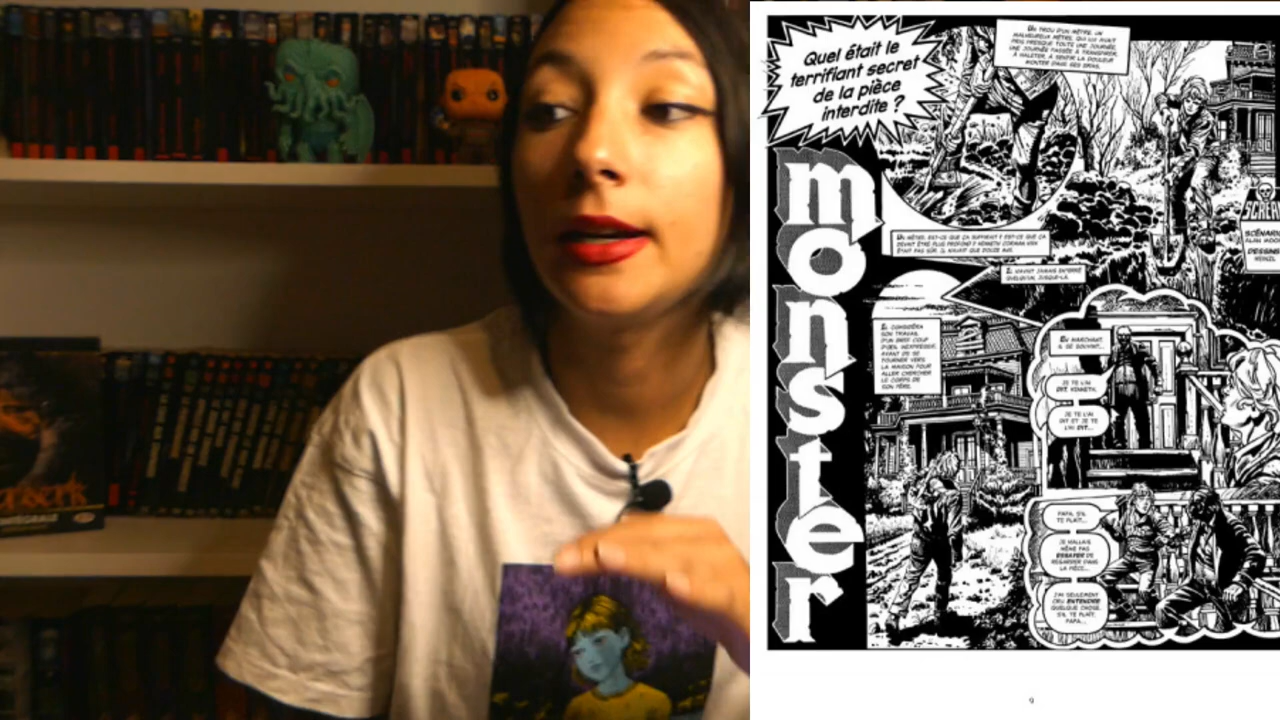 Quel était le
terrifiant secret
de la pièce
interdite ?
monster
Un trou d'un mètre. Un
malheureux mètre, qui lui avait
pris presque toute une journée.
Une journée passée à transpirer,
à haleter, à sentir la douleur
monter dans ses bras.
Un mètre. Est-ce que ça suffirait ? Est-ce que ça
devait être plus profond ? Kenneth Corman n'en
était pas sûr. Il n'avait que douze ans.
Il n'avait jamais enterré
quelqu'un, jusque-là.
SCREAM
SCÉNARIO
ALAN MOORE
DESSINS
HEINZL
Il considéra
son travail
d'un bref coup
d'œil inexpressif,
avant de se
tourner vers
la maison pour
aller chercher
le corps de
son père.
En marchant,
il se souvint...
JE TE L'AI
DIT, KENNETH.
JE TE L'AI
DIT ET JE TE
L'AI DIT...
PAPA, S'IL
TE PLAÎT...
JE N'ALLAIS
MÊME PAS
ESSAYER DE
REGARDER DANS
LA PIÈCE...
J'AI SEULEMENT
CRU ENTENDRE
QUELQUE CHOSE.
S'IL TE PLAÎT,
PAPA...
9